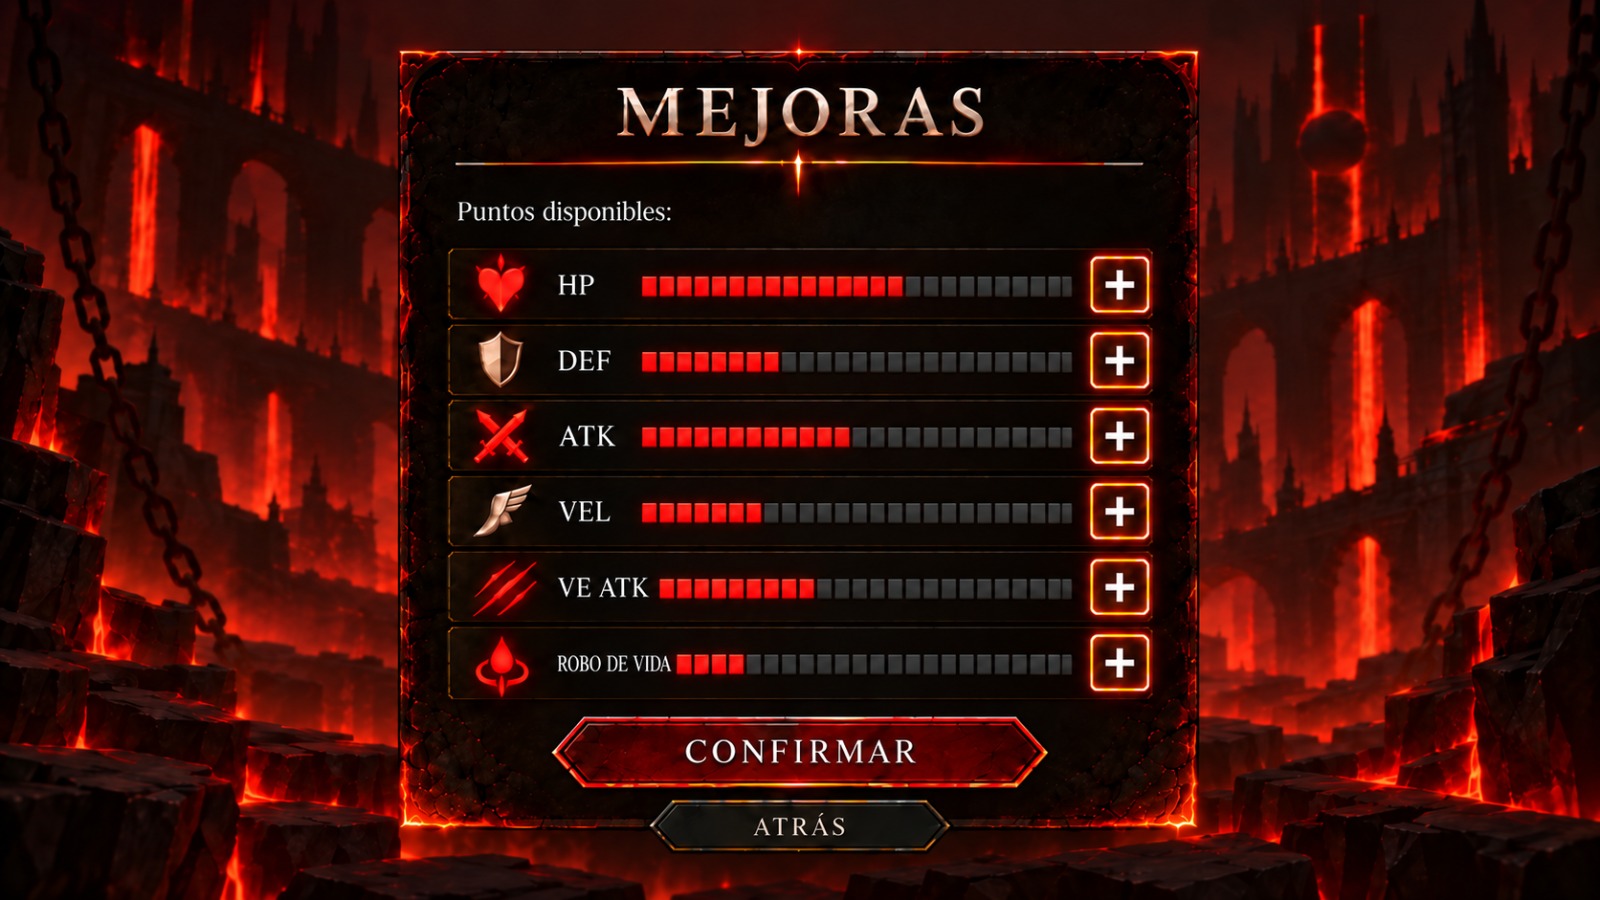 MEJORAS
Puntos disponibles:
HP
DEF
ATK
VEL
VE ATK
ROBO DE VIDA
CONFIRMAR
ATRÁS